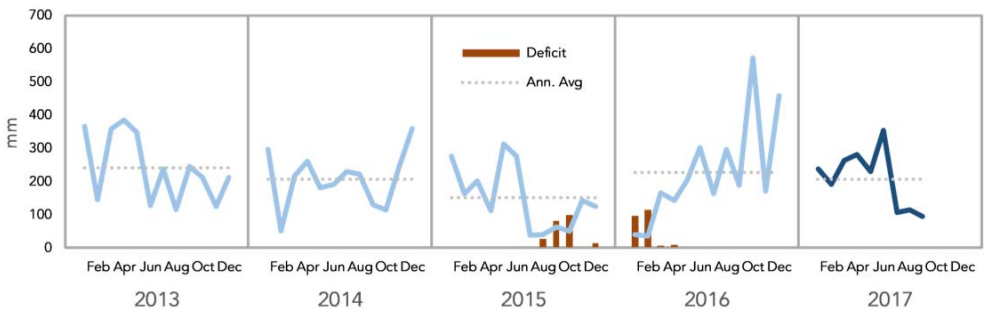 700
600
500
400
300
200
100
0
mm
Deficit
Ann. Avg
Feb Apr Jun Aug Oct Dec
Feb Apr Jun Aug Oct Dec
Feb Apr Jun Aug Oct Dec
Feb Apr Jun Aug Oct Dec
Feb Apr Jun Aug Oct Dec
2013
2014
2015
2016
2017